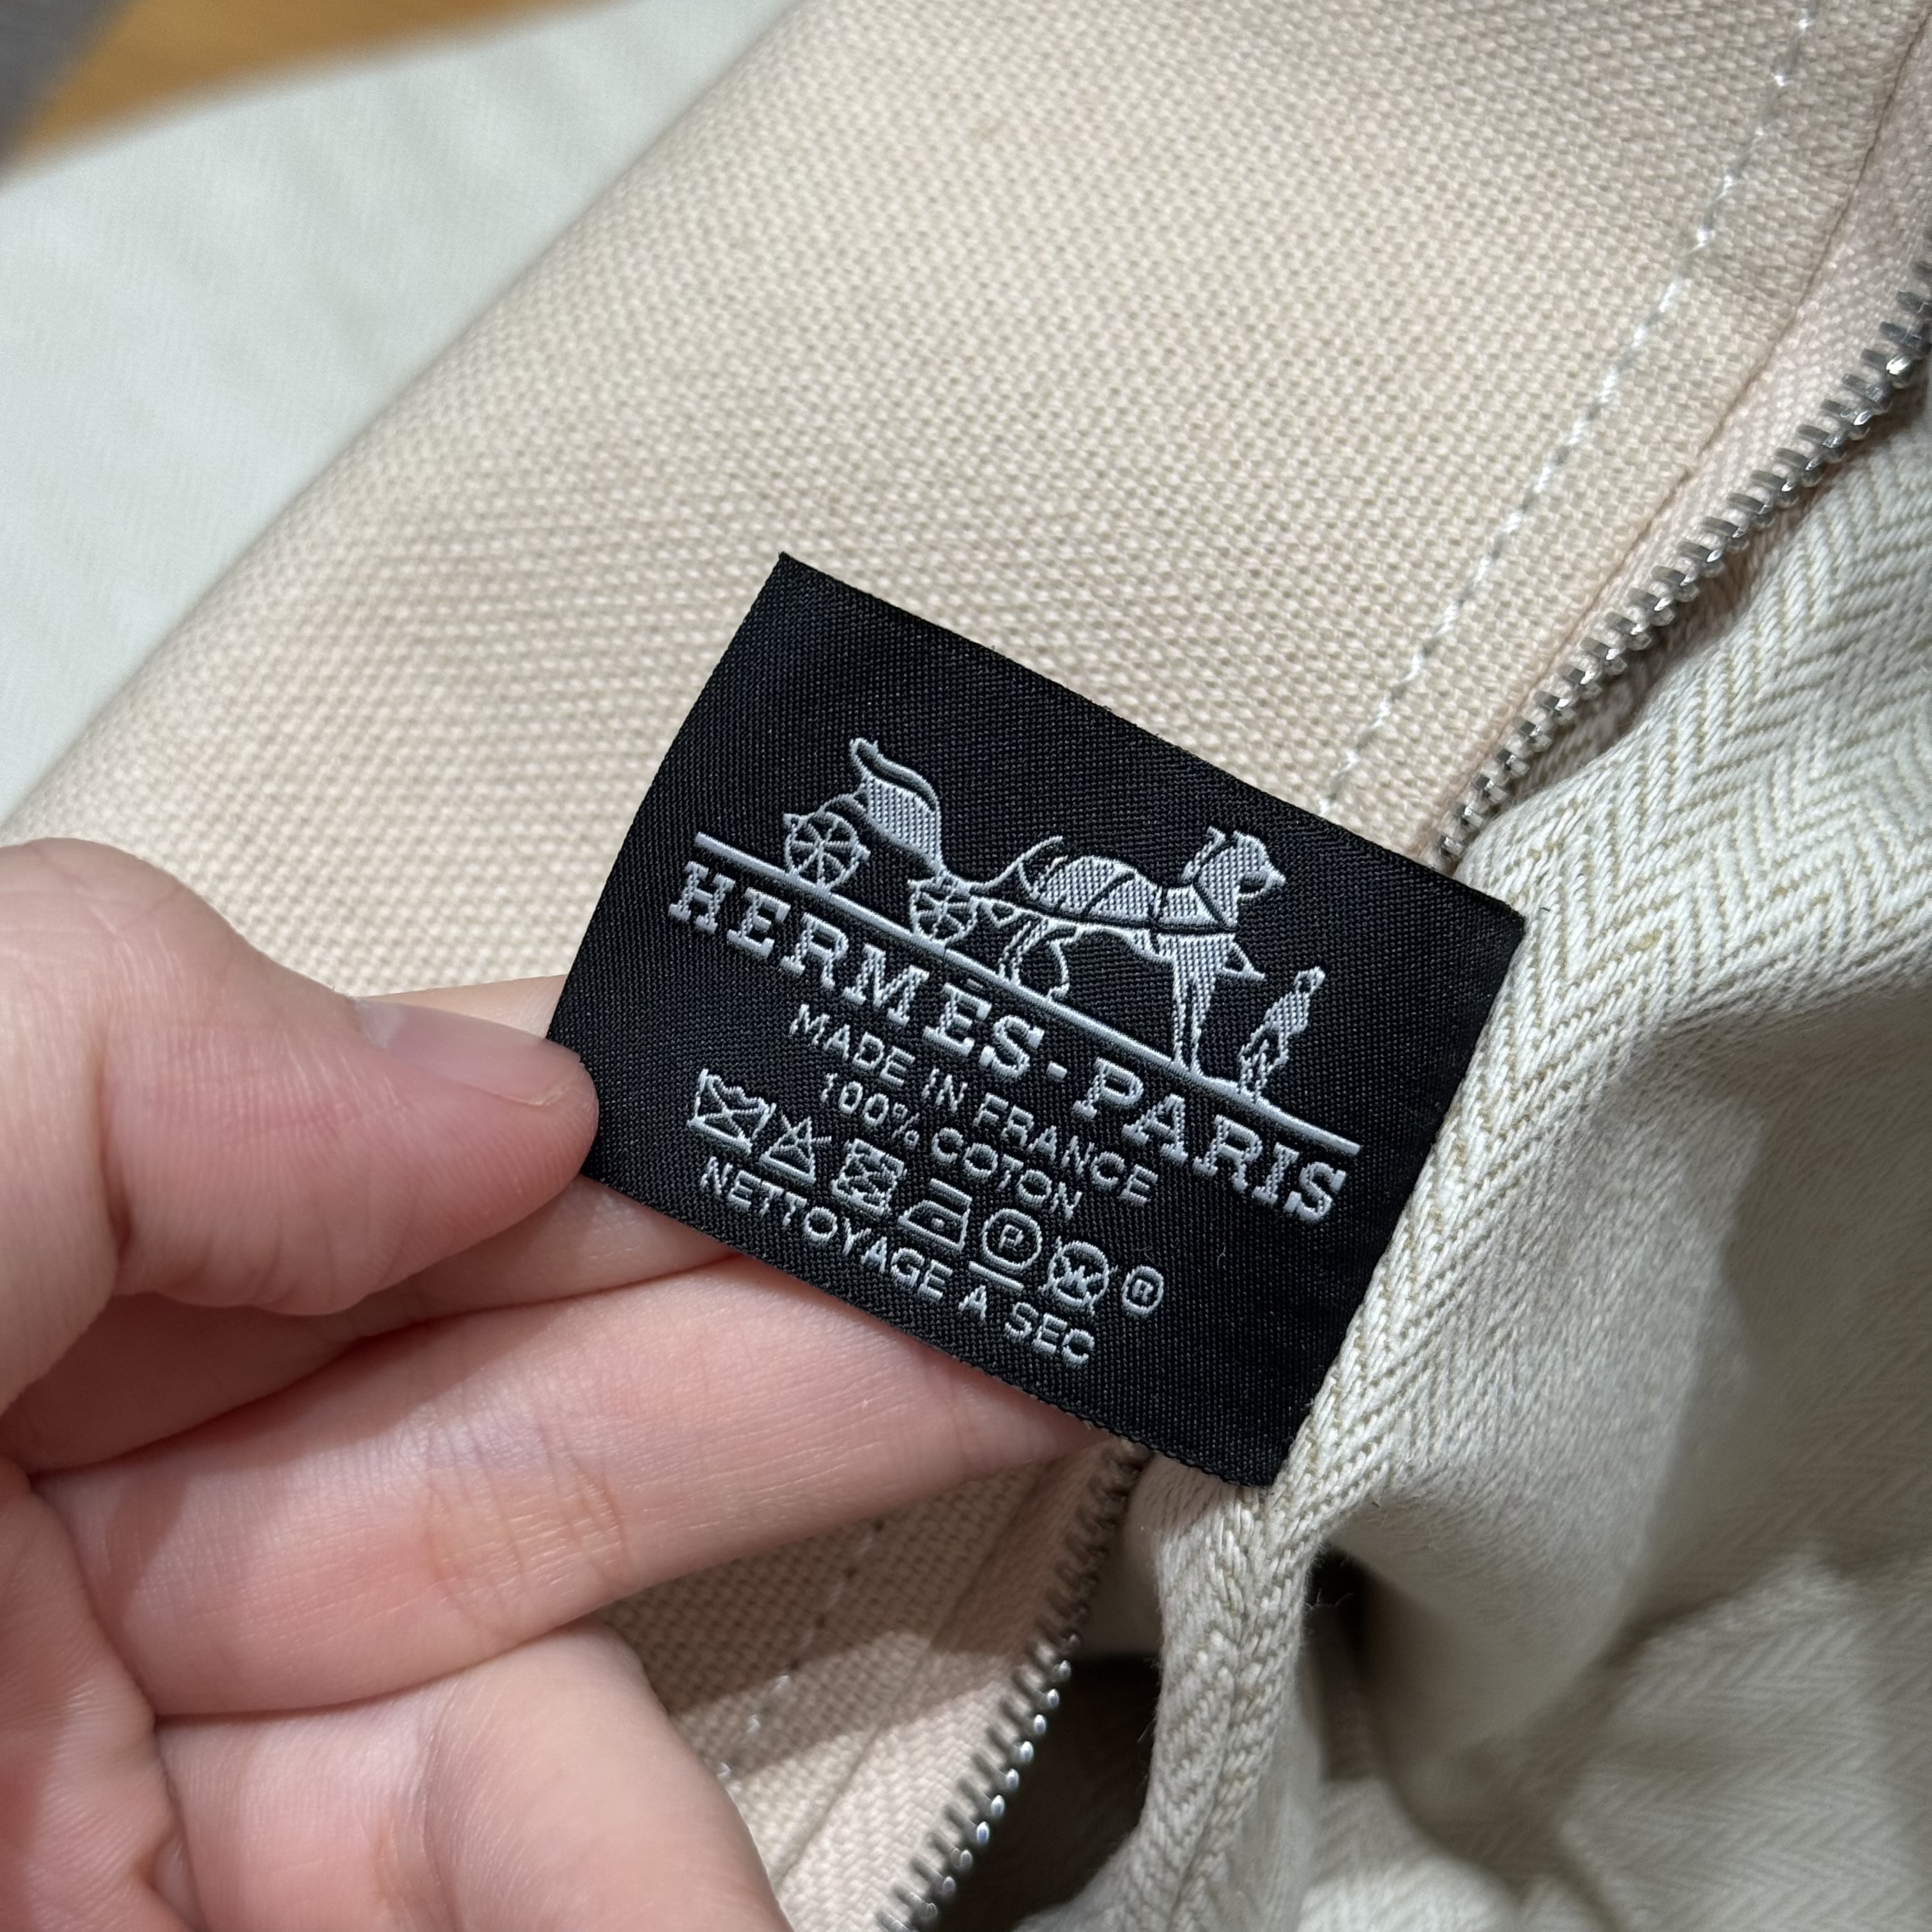 HERMÈS-PARIS
MADE IN FRANCE
100% COTON
P ®
NETTOYAGE A SEC